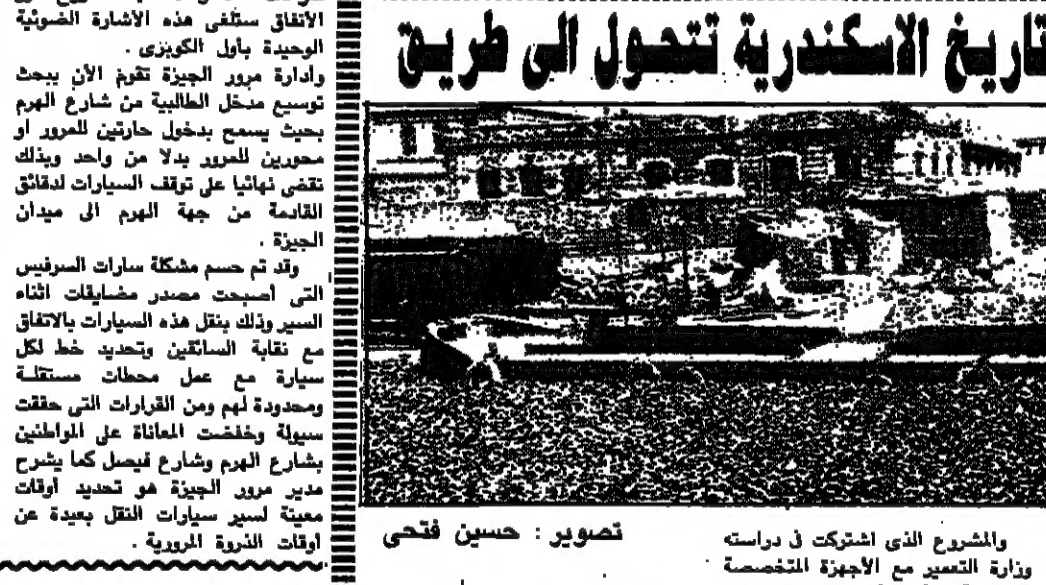 تاريخ الاسكندرية تتحول الى طريق
تصوير : حسين فتحى
والمشروع الذى اشتركت فى دراسته
وزارة التعمير مع الأجهزة المتخصصة
الأنفاق ستلغى هذه الأشارة الضوئية
الوحيدة بأول الكوبرى .
وأدارة مرور الجيزة تقوم الأن ببحث
توسيع مدخل الطالبية من شارع الهرم
بحيث يسمح بدخول حارتين للمرور او
محورين للمرور بدلا من واحد وبذلك
تقضى نهائيا على توقف السيارات لدقائق
القادمة من جهة الهرم الى ميدان
الجيزة .
وقد تم حسم مشكلة سارات السرفيس
التى أصبحت مصدر مضايقات اثناء
السير وذلك بنقل هذه السيارات بالاتفاق
مع نقابة السائقين وتحديد خط لكل
سيارة مع عمل محطات مستقلة
ومحدودة لهم ومن القرارات التى حققت
سيولة وخفضت المعاناة على المواطنين
بشارع الهرم وشارع فيصل كما يشرح
مدير مرور الجيزة هو تحديد أوقات
معينة لسير سيارات النقل بعيدة عن
أوقات الذروة المرورية .